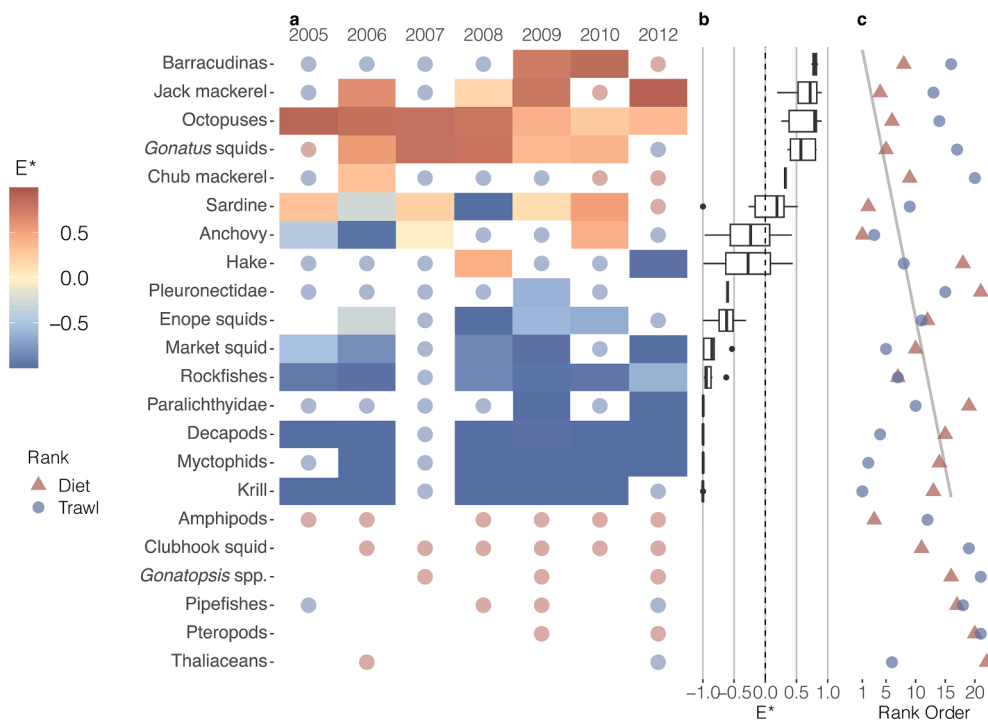 a
b
c
2005 2006 2007 2008 2009 2010 2012
Barracudinas
Jack mackerel
Octopuses
Gonatus squids
Chub mackerel
Sardine
Anchovy
Hake
Pleuronectidae
Enope squids
Market squid
Rockfishes
Paralichthyidae
Decapods
Myctophids
Krill
Amphipods
Clubhook squid
Gonatopsis spp.
Pipefishes
Pteropods
Thaliaceans
E*
0.5
0.0
−0.5
Rank
Diet
Trawl
−1.0 −0.5 0.0 0.5 1.0
E*
1 5 10 15 20
Rank Order